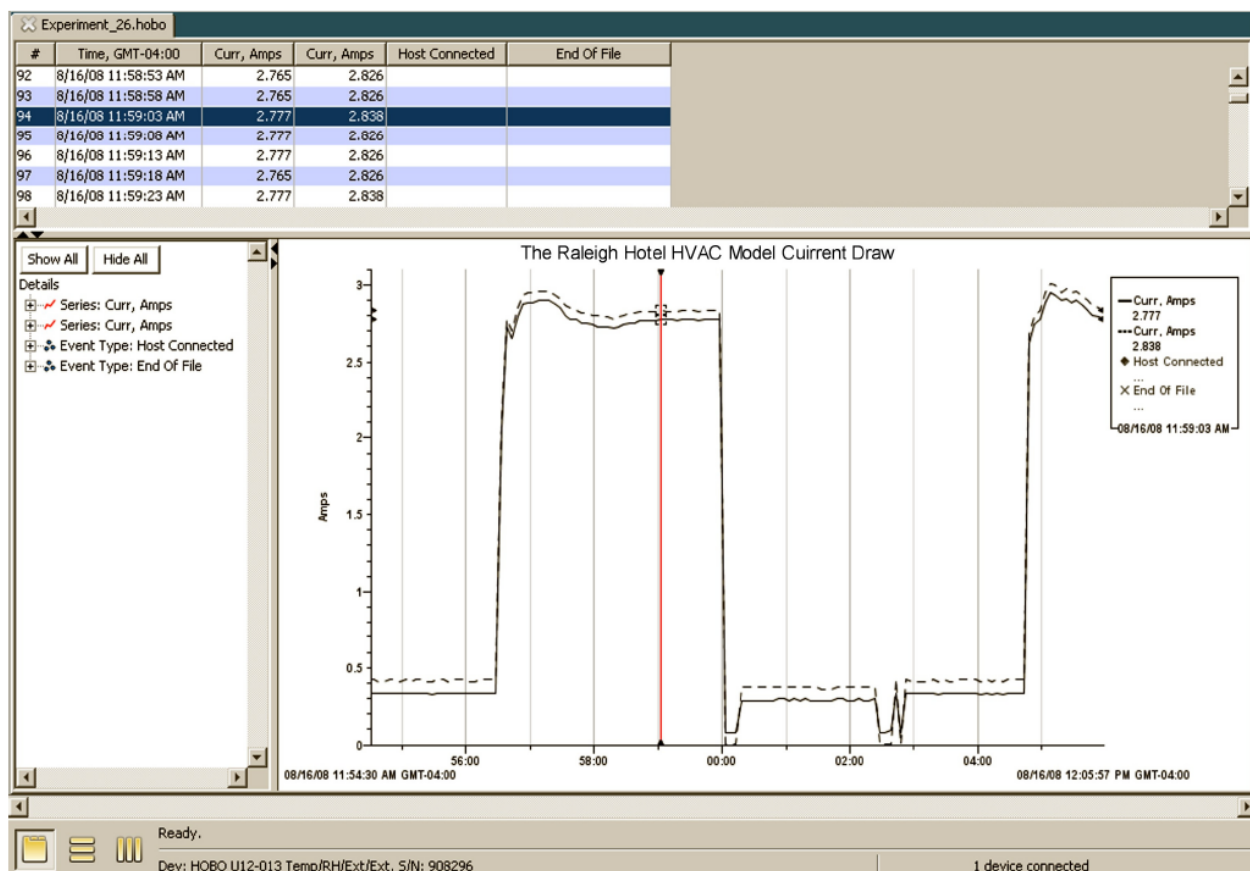 Experiment_26.hobo
# Time, GMT-04:00 Curr, Amps Curr, Amps Host Connected End Of File
92 8/16/08 11:58:53 AM 2.765 2.826
93 8/16/08 11:58:58 AM 2.765 2.826
94 8/16/08 11:59:03 AM 2.777 2.838
95 8/16/08 11:59:08 AM 2.777 2.826
96 8/16/08 11:59:13 AM 2.777 2.826
97 8/16/08 11:59:18 AM 2.765 2.826
98 8/16/08 11:59:23 AM 2.777 2.838
Show All Hide All
Details
Series: Curr, Amps
Series: Curr, Amps
Event Type: Host Connected
Event Type: End Of File
The Raleigh Hotel HVAC Model Cuirrent Draw
3
2.5
2
1.5
1
0.5
0
Amps
56:00 58:00 00:00 02:00 04:00
08/16/08 11:54:30 AM GMT-04:00 08/16/08 12:05:57 PM GMT-04:00
Curr, Amps
2.777
Curr, Amps
2.838
Host Connected
...
End Of File
...
08/16/08 11:59:03 AM
Ready.
Dev: HOBO U12-013 Temp/RH/Ext/Ext, S/N: 908296 1 device connected